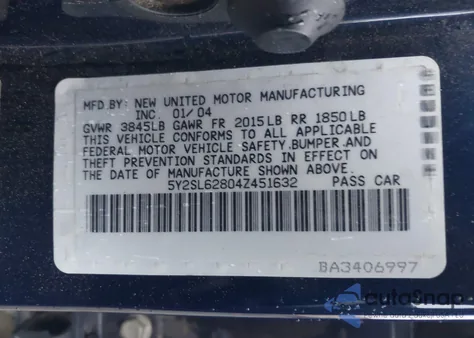 MFD.BY: NEW UNITED MOTOR MANUFACTURING
INC. 01/04
GVWR 3845LB GAWR FR 2015LB RR 1850LB
THIS VEHICLE CONFORMS TO ALL APPLICABLE
FEDERAL MOTOR VEHICLE SAFETY,BUMPER,AND
THEFT PREVENTION STANDARDS IN EFFECT ON
THE DATE OF MANUFACTURE SHOWN ABOVE.
5Y2SL62804Z451632 PASS CAR
BA3406997
autoSnap